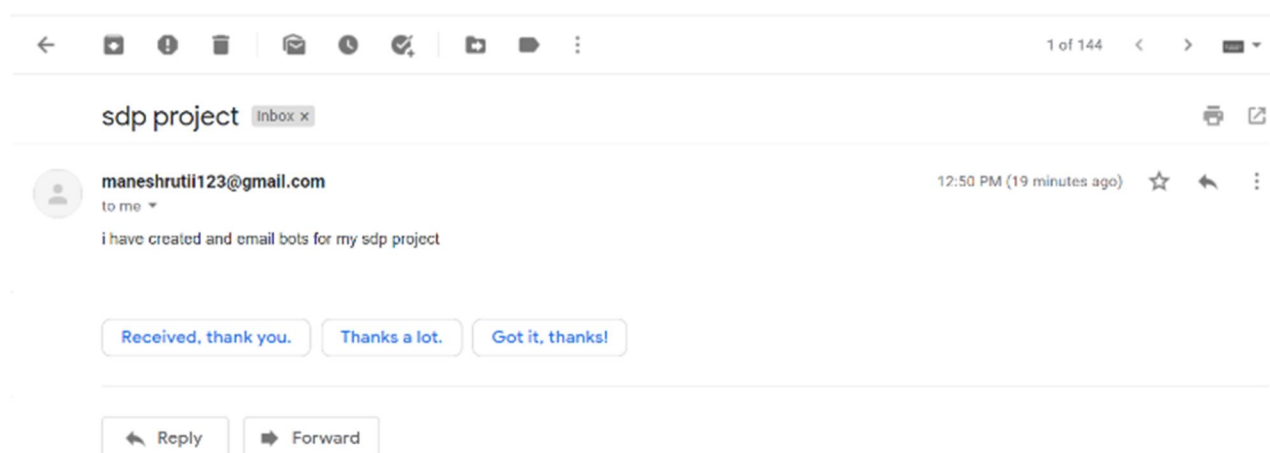 1 of 144
sdp project Inbox x
maneshrutii123@gmail.com
12:50 PM (19 minutes ago)
to me
i have created and email bots for my sdp project
Received, thank you. Thanks a lot. Got it, thanks!
Reply Forward